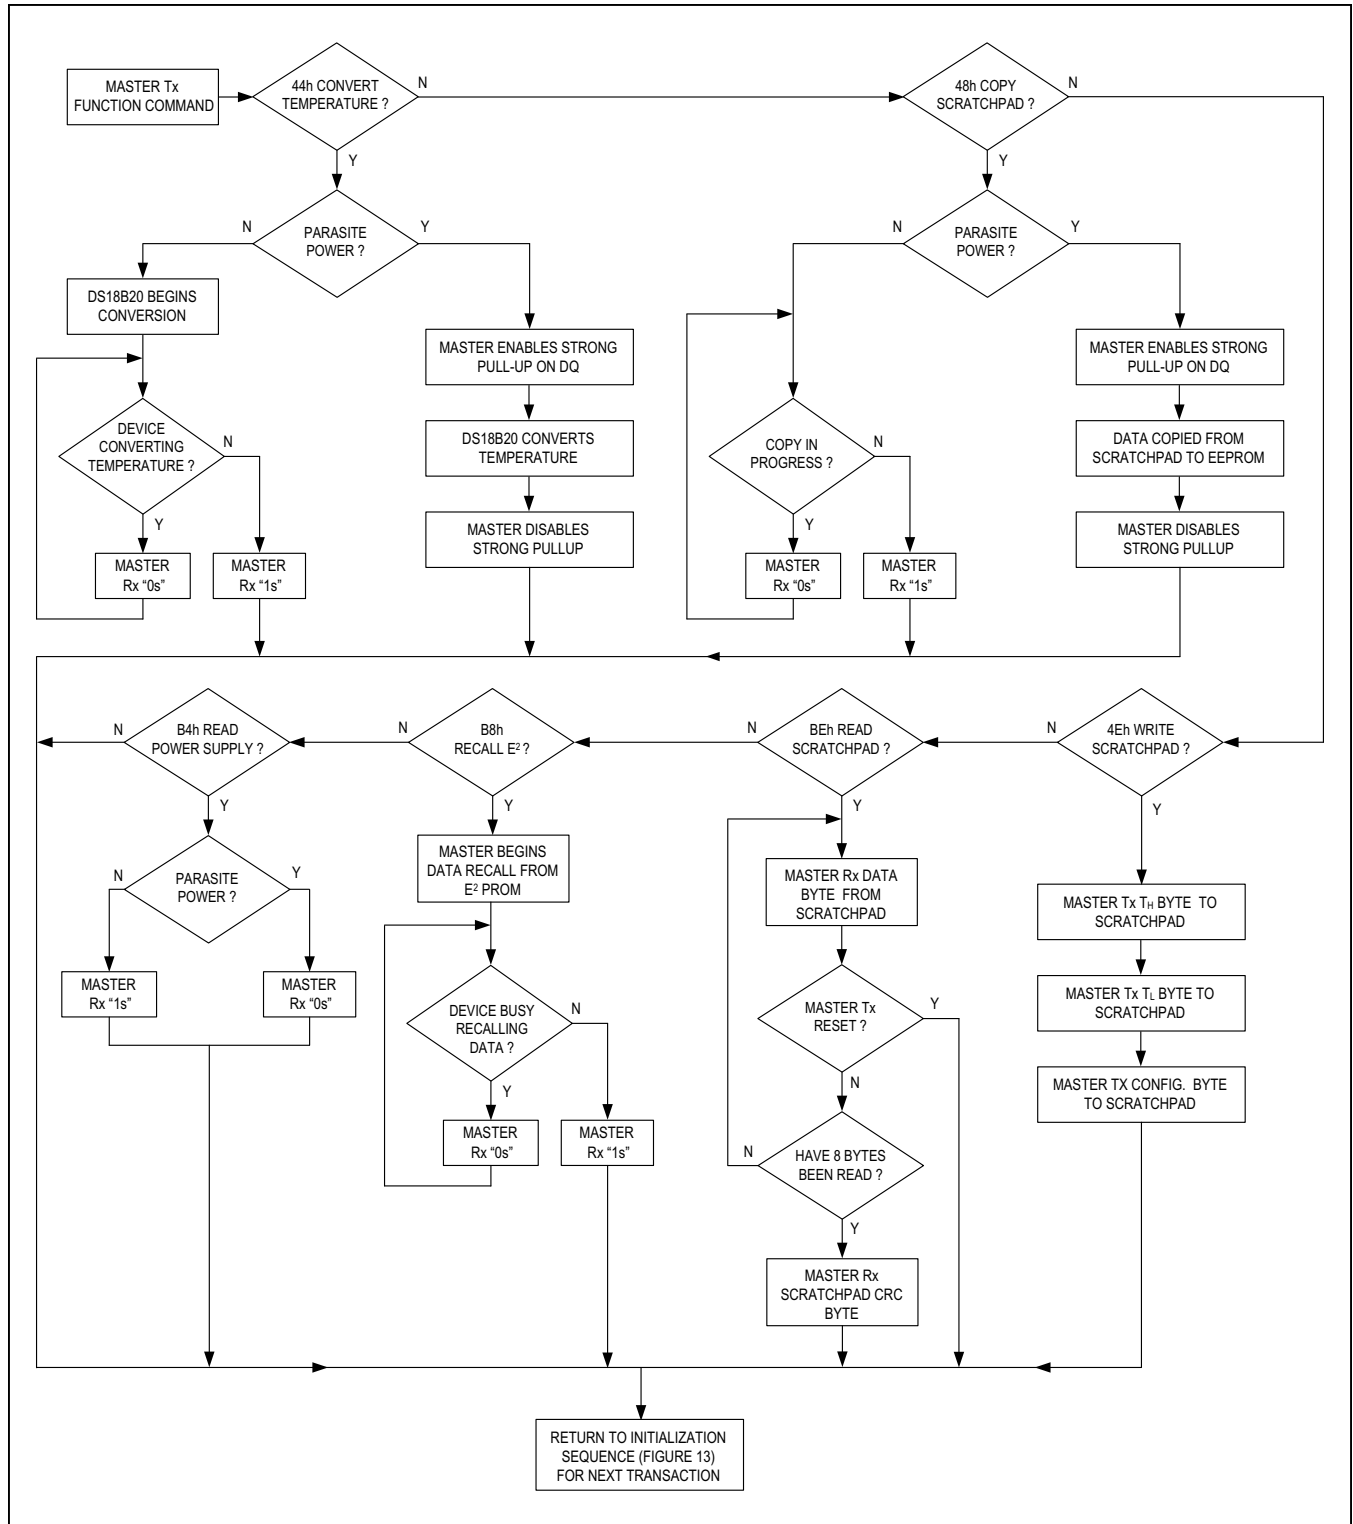 MASTER Tx
FUNCTION COMMAND
44h CONVERT
TEMPERATURE ?
N
Y
48h COPY
SCRATCHPAD ?
N
Y
PARASITE
POWER ?
N
Y
PARASITE
POWER ?
N
Y
DS18B20 BEGINS
CONVERSION
MASTER ENABLES STRONG
PULL-UP ON DQ
MASTER ENABLES STRONG
PULL-UP ON DQ
DEVICE
CONVERTING
TEMPERATURE ?
N
Y
DS18B20 CONVERTS
TEMPERATURE
COPY IN
PROGRESS ?
N
Y
DATA COPIED FROM
SCRATCHPAD TO EEPROM
MASTER DISABLES
STRONG PULLUP
MASTER DISABLES
STRONG PULLUP
MASTER
Rx “0s”
MASTER
Rx “1s”
MASTER
Rx “0s”
MASTER
Rx “1s”
B4h READ
POWER SUPPLY ?
N
Y
B8h
RECALL E² ?
N
Y
BEh READ
SCRATCHPAD ?
N
Y
4Eh WRITE
SCRATCHPAD ?
N
Y
PARASITE
POWER ?
N
Y
MASTER BEGINS
DATA RECALL FROM
E² PROM
MASTER Rx DATA
BYTE FROM
SCRATCHPAD
MASTER Tx T_H BYTE TO
SCRATCHPAD
MASTER
Rx “1s”
MASTER
Rx “0s”
DEVICE BUSY
RECALLING
DATA ?
N
Y
MASTER Tx
RESET ?
Y
N
MASTER Tx T_L BYTE TO
SCRATCHPAD
MASTER TX CONFIG. BYTE
TO SCRATCHPAD
MASTER
Rx “0s”
MASTER
Rx “1s”
HAVE 8 BYTES
BEEN READ ?
N
Y
MASTER Rx
SCRATCHPAD CRC
BYTE
RETURN TO INITIALIZATION
SEQUENCE (FIGURE 13)
FOR NEXT TRANSACTION